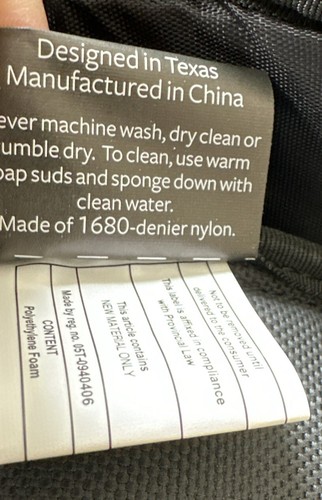 Designed in Texas
Manufactured in China
ever machine wash, dry clean or
umble dry. To clean, use warm
oap suds and sponge down with
clean water.
Made of 1680-denier nylon.
Not to be removed until
delivered to the consumer
This label is affixed in compliance
with Provincial Law
This article contains
NEW MATERIAL ONLY
Made by reg. no. 05T-0940406
CONTENT
Polyethylene Foam